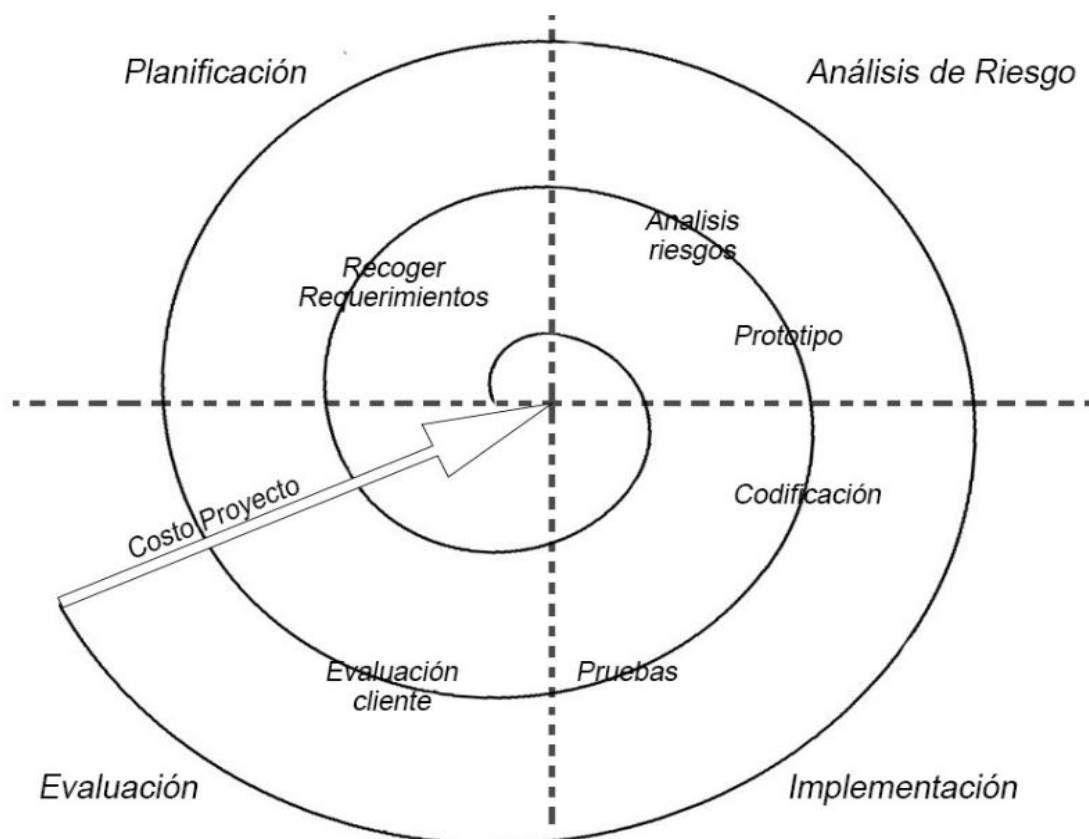 Planificación
Análisis de Riesgo
Analisis
riesgos
Recoger
Requerimientos
Prototipo
Codificación
Costo Proyecto
Evaluación
cliente
Pruebas
Evaluación
Implementación